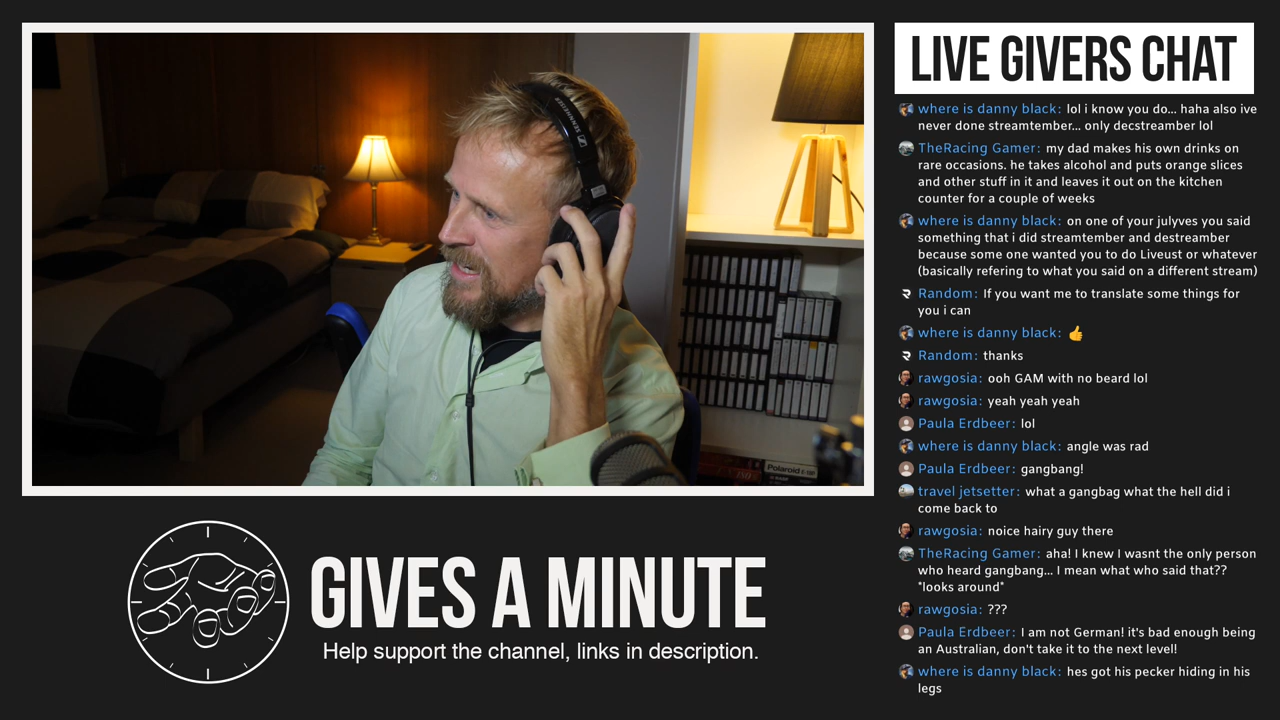 LIVE GIVERS CHAT
where is danny black: lol i know you do... haha also ive
never done streamtember... only decstreamber lol
TheRacing Gamer: my dad makes his own drinks on
rare occasions. he takes alcohol and puts orange slices
and other stuff in it and leaves it out on the kitchen
counter for a couple of weeks
where is danny black: on one of your julyves you said
something that i did streamtember and destreamber
because some one wanted you to do Liveust or whatever
(basically refering to what you said on a different stream)
Random: If you want me to translate some things for
you i can
where is danny black: 👍
Random: thanks
rawgosia: ooh GAM with no beard lol
rawgosia: yeah yeah yeah
Paula Erdbeer: lol
where is danny black: angle was rad
Paula Erdbeer: gangbang!
travel jetsetter: what a gangbag what the hell did i
come back to
rawgosia: noice hairy guy there
TheRacing Gamer: aha! I knew I wasnt the only person
who heard gangbang... I mean what who said that??
*looks around*
rawgosia: ???
Paula Erdbeer: I am not German! it's bad enough being
an Australian, don't take it to the next level!
where is danny black: hes got his pecker hiding in his
legs
SENNHEISER
Polaroid
GIVES A MINUTE
Help support the channel, links in description.